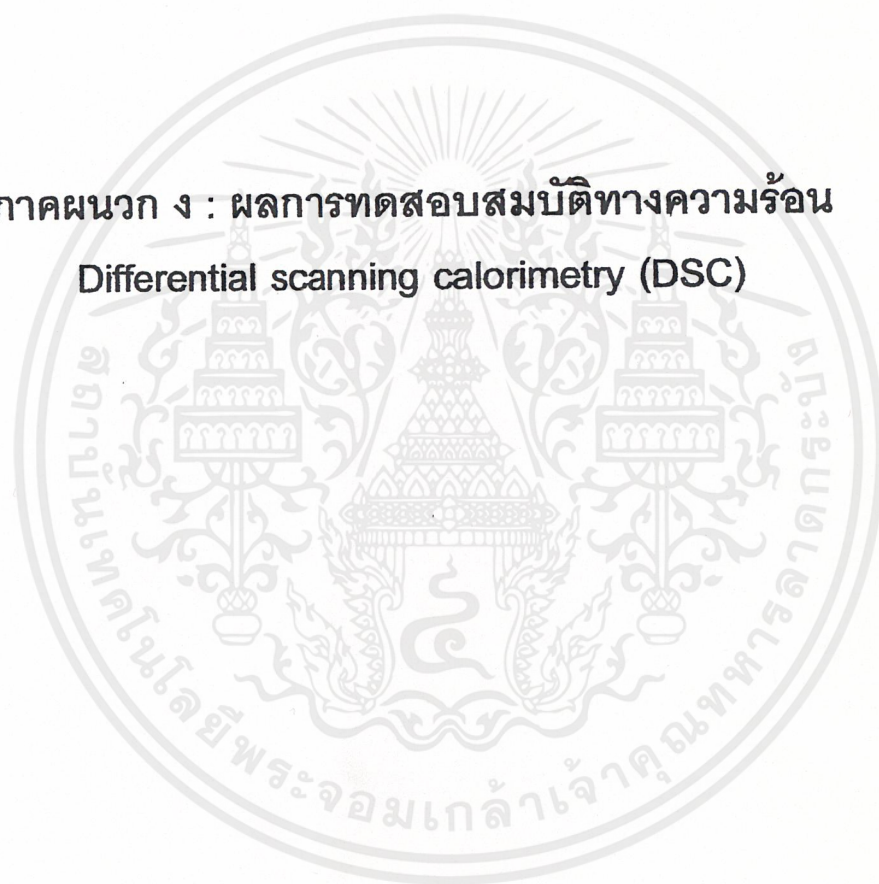 ภาคผนวก ง : ผลการทดสอบสมบัติทางความร้อน
Differential scanning calorimetry (DSC)
สถาบันเทคโนโลยีพระจอมเกล้าเจ้าคุณทหารลาดกระบัง